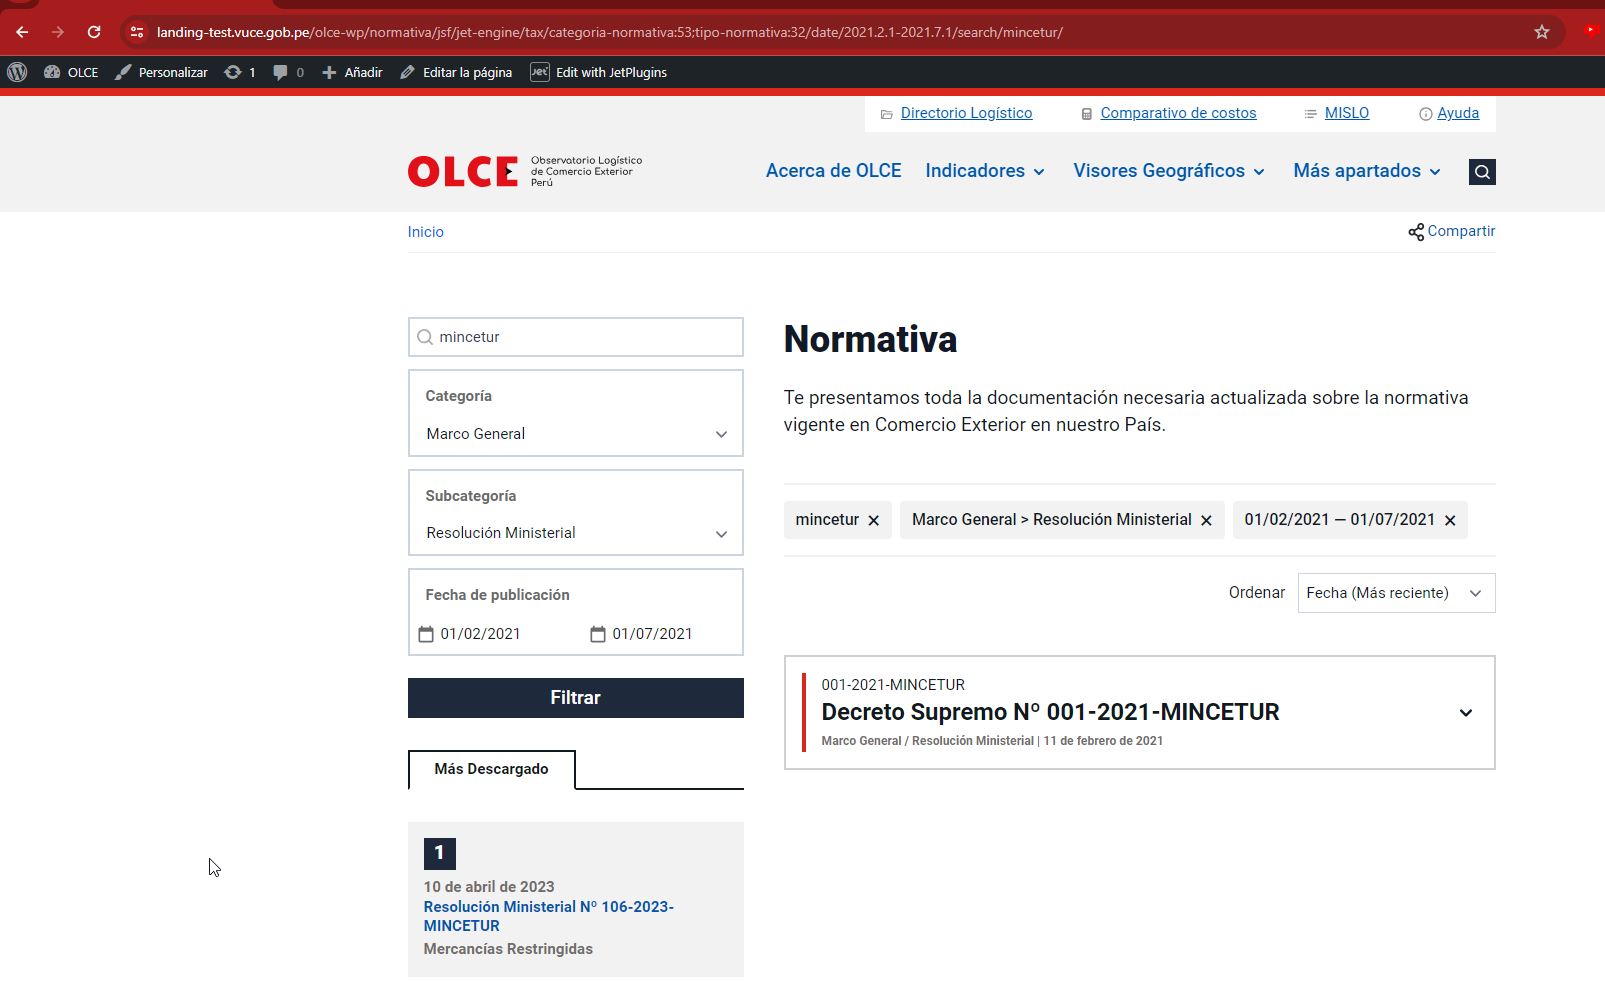 landing-test.vuce.gob.pe/olce-wp/normativa/jsf/jet-engine/tax/categoria-normativa:53;tipo-normativa:32/date/2021.2.1-2021.7.1/search/mincetur/
OLCE Personalizar 1 0 Añadir Editar la página Jet Edit with JetPlugins
Directorio Logístico Comparativo de costos MISLO Ayuda
OLCE
Observatorio Logístico
de Comercio Exterior
Perú
Acerca de OLCE Indicadores Visores Geográficos Más apartados
Inicio Compartir
mincetur
Categoría
Marco General
Subcategoría
Resolución Ministerial
Fecha de publicación
01/02/2021 01/07/2021
Filtrar
Más Descargado
1
10 de abril de 2023
Resolución Ministerial Nº 106-2023-
MINCETUR
Mercancías Restringidas
Normativa
Te presentamos toda la documentación necesaria actualizada sobre la normativa
vigente en Comercio Exterior en nuestro País.
mincetur × Marco General > Resolución Ministerial × 01/02/2021 — 01/07/2021 ×
Ordenar Fecha (Más reciente)
001-2021-MINCETUR
Decreto Supremo Nº 001-2021-MINCETUR
Marco General / Resolución Ministerial | 11 de febrero de 2021